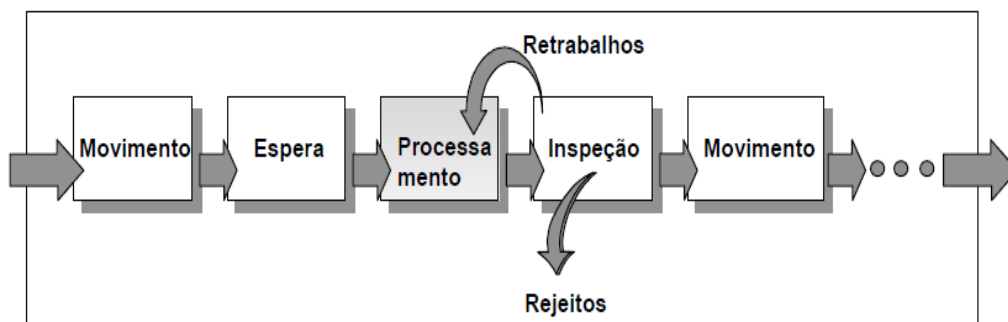 Retrabalhos
Movimento
Espera
Processa
mento
Inspeção
Movimento
Rejeitos